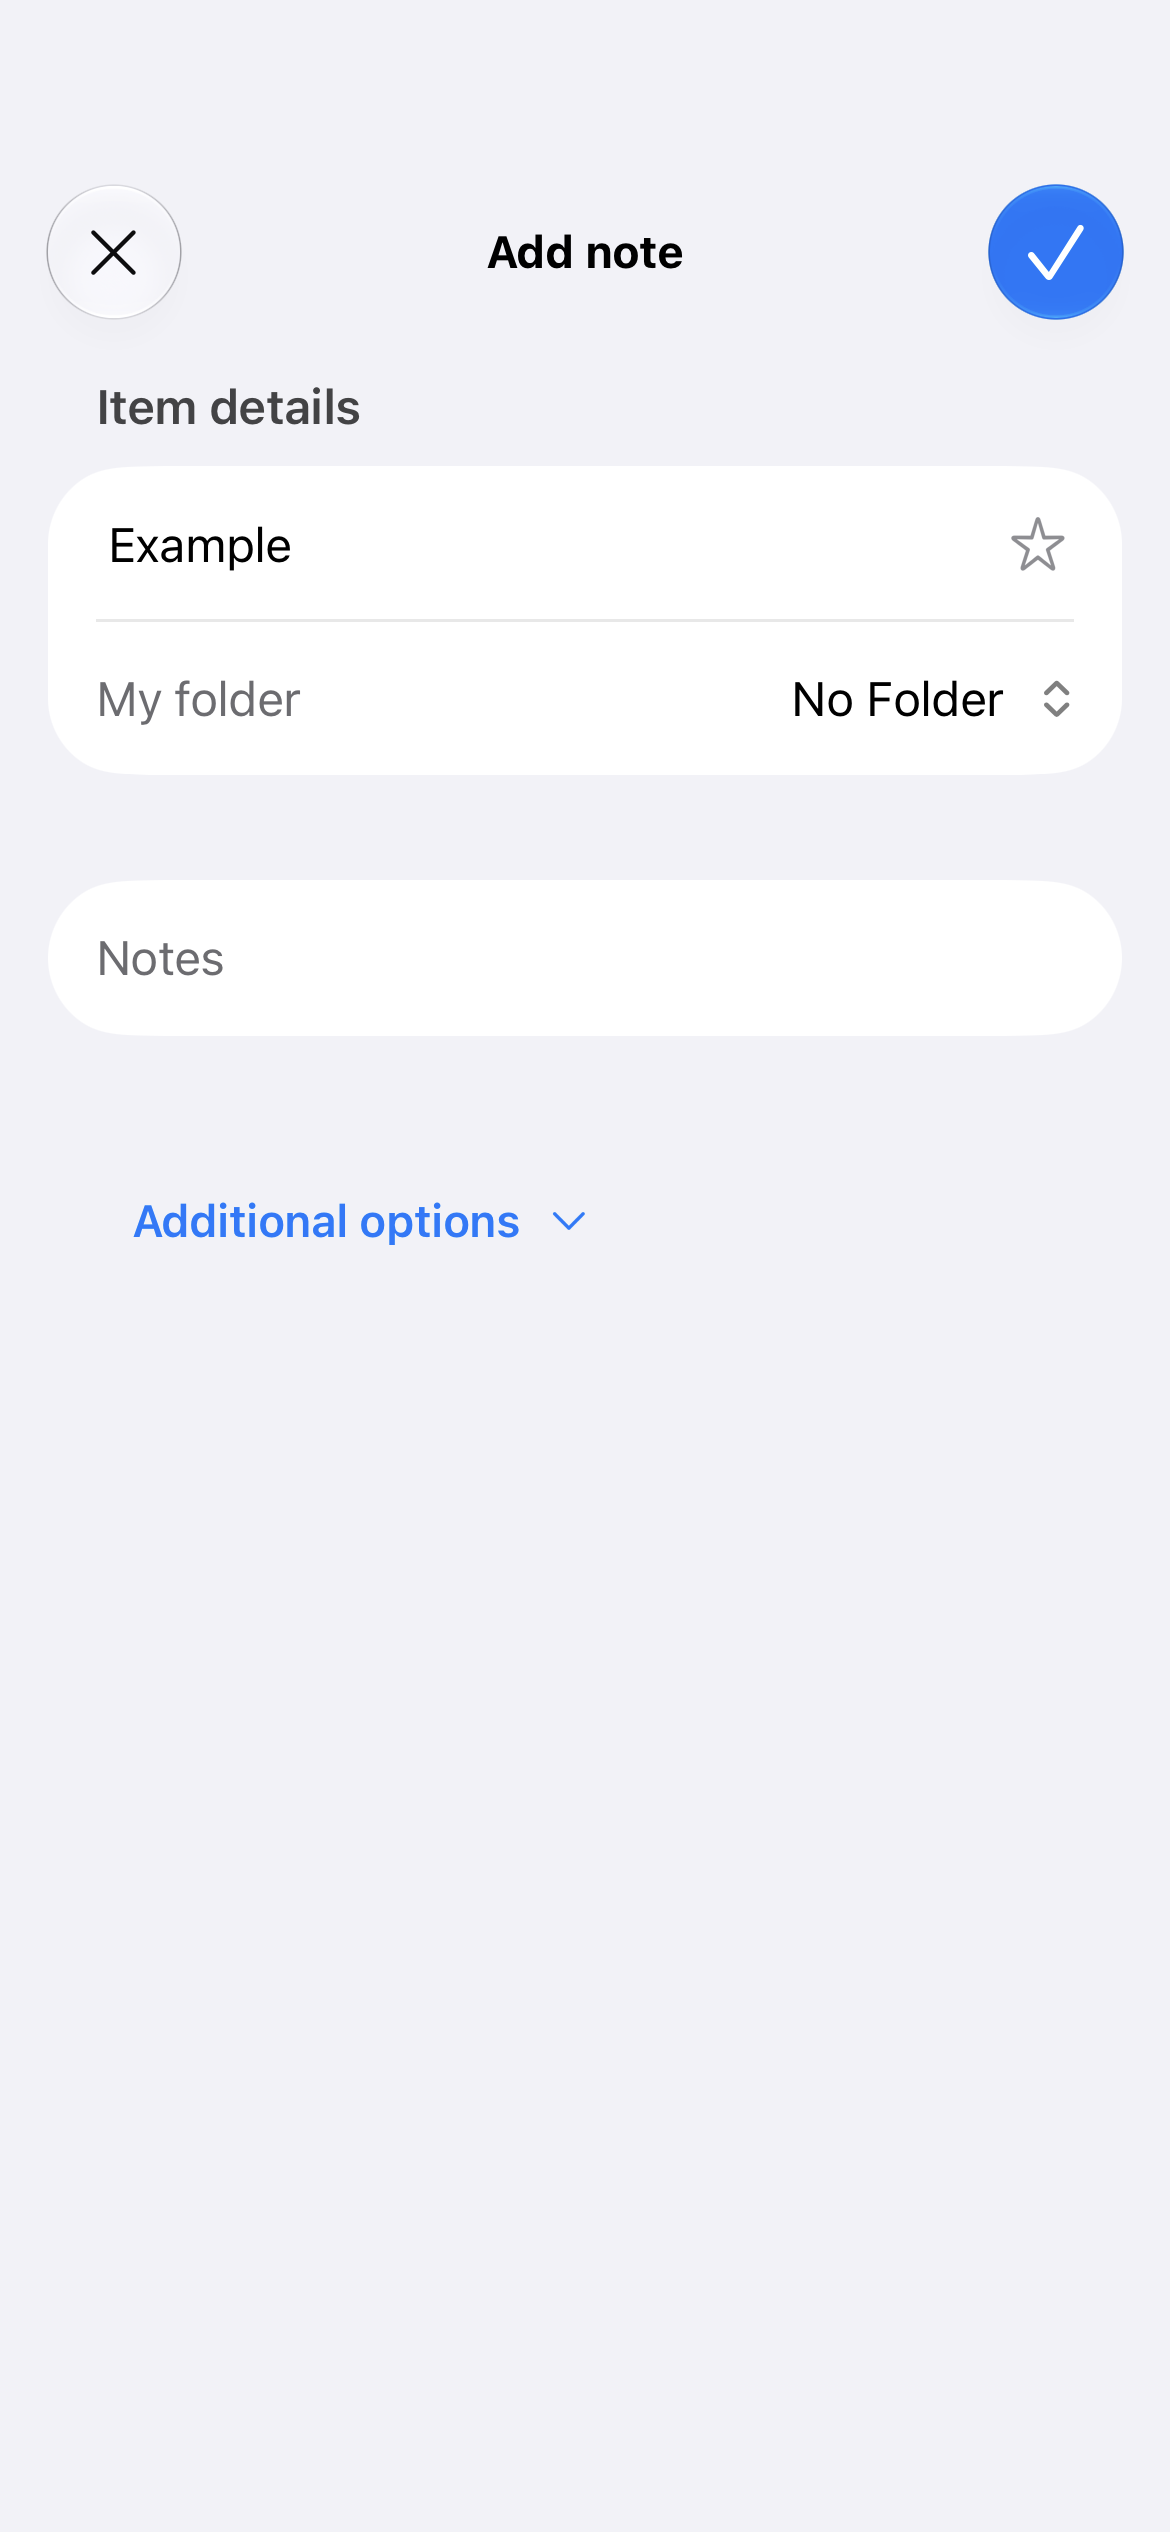 Add note
Item details
Example
My folder No Folder
Notes
Additional options